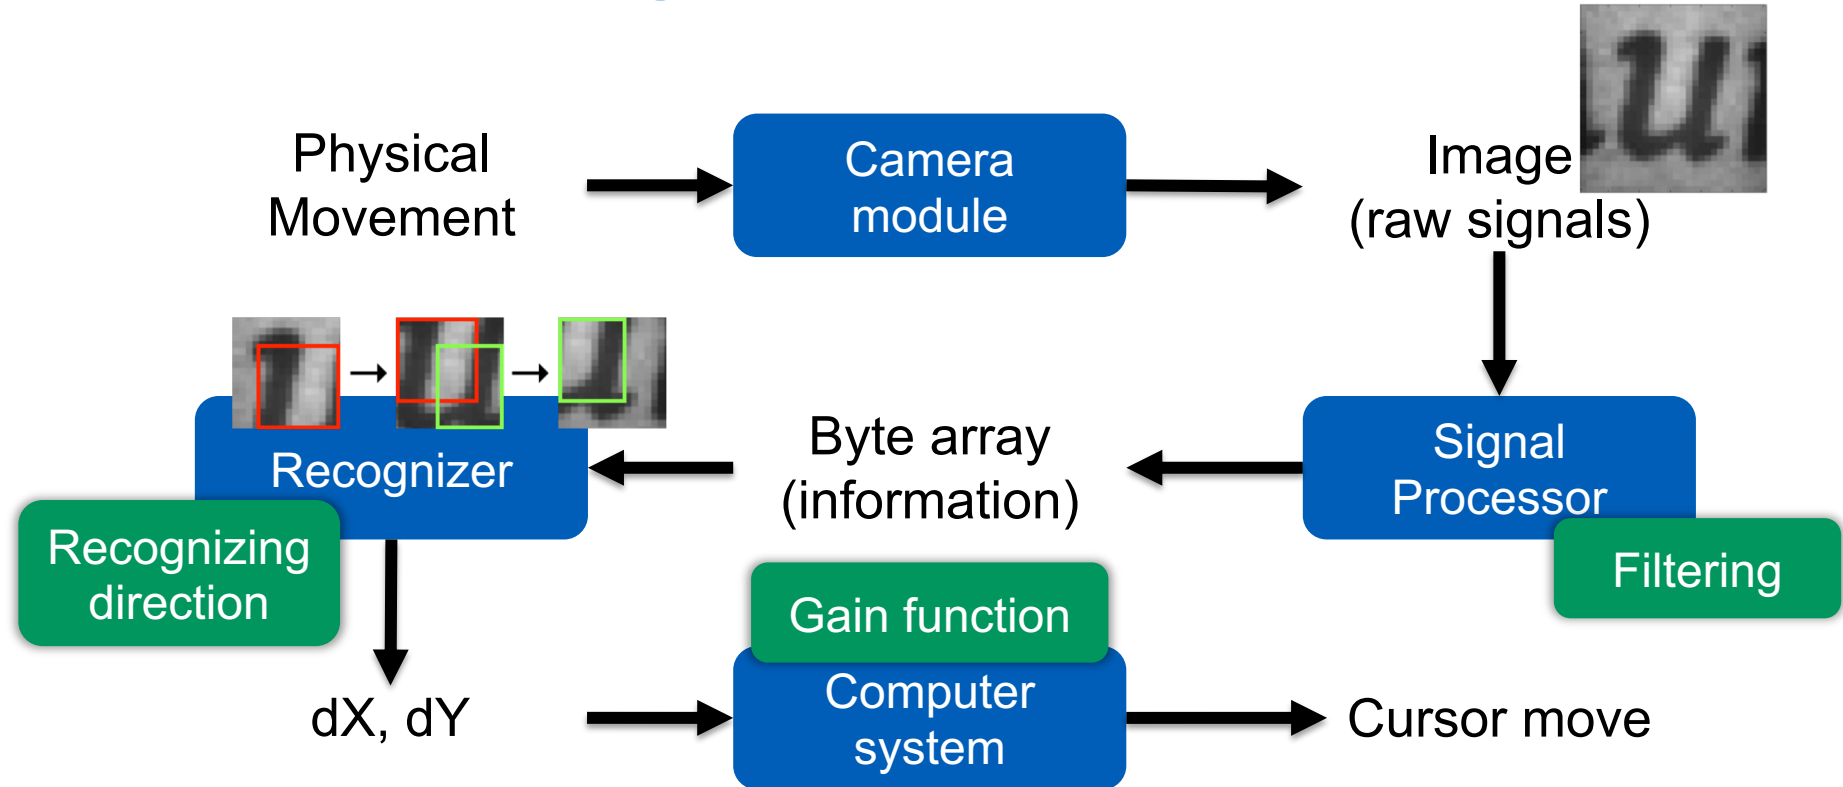 Physical
Movement
Camera
module
Image
(raw signals)
Signal
Processor
Filtering
Byte array
(information)
Recognizer
Recognizing
direction
dX, dY
Gain function
Computer
system
Cursor move